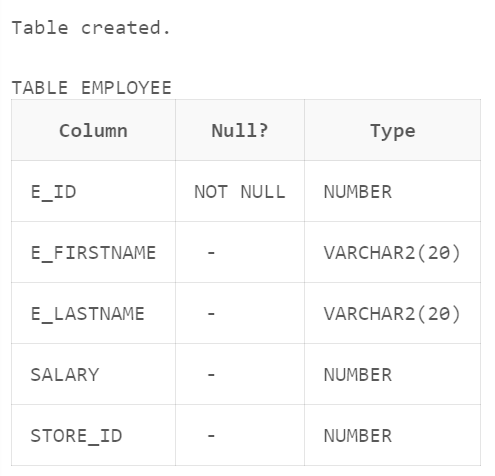 Table created.
TABLE EMPLOYEE
Column Null? Type
E_ID NOT NULL NUMBER
E_FIRSTNAME - VARCHAR2(20)
E_LASTNAME - VARCHAR2(20)
SALARY - NUMBER
STORE_ID - NUMBER